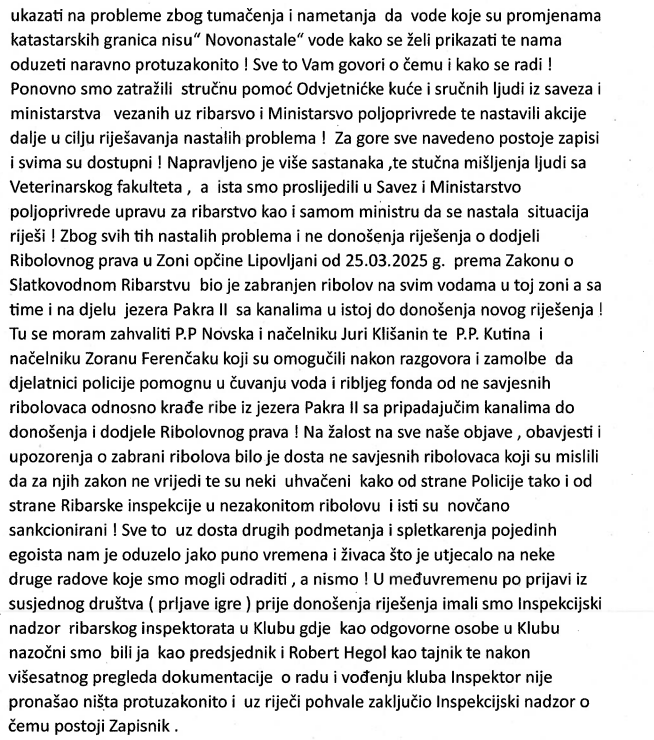 ukazati na probleme zbog tumačenja i nametanja  da  vode koje su promjenama
katastarskih granica nisu“ Novonastale” vode kako se želi prikazati te nama
oduzeti naravno protuzakonito ! Sve to Vam govori o čemu i kako se radi !
Ponovno smo zatražili  stručnu pomoć Odvjetnićke kuće i sručnih ljudi iz saveza i
ministarstva   vezanih uz ribarsvo i Ministarsvo poljoprivrede te nastavili akcije
dalje u cilju riješavanja nastalih problema !  Za gore sve navedeno postoje zapisi
i svima su dostupni ! Napravljeno je više sastanaka ,te stučna mišljenja ljudi sa
Veterinarskog fakulteta ,  a  ista smo proslijedili u Savez i Ministarstvo
poljoprivrede upravu za ribarstvo kao i samom ministru da se nastala  situacija
riješi ! Zbog svih tih nastalih problema i ne donošenja riješenja o dodjeli
Ribolovnog prava u Zoni opčine Lipovljani od 25.03.2025 g.  prema Zakonu o
Slatkovodnom Ribarstvu  bio je zabranjen ribolov na svim vodama u toj zoni a sa
time i na djelu  jezera Pakra II  sa kanalima u istoj do donošenja novog riješenja !
Tu se moram zahvaliti P.P Novska i načelniku Juri Klišanin te  P.P. Kutina  i
načelniku Zoranu Ferenčaku koji su omogučili nakon razgovora i zamolbe  da
djelatnici policije pomognu u čuvanju voda i ribljeg fonda od ne savjesnih
ribolovaca odnosno krađe ribe iz jezera Pakra II sa pripadajučim kanalima do
donošenja i dodjele Ribolovnog prava ! Na žalost na sve naše objave , obavjesti i
upozorenja o zabrani ribolova bilo je dosta ne savjesnih ribolovaca koji su mislili
da za njih zakon ne vrijedi te su neki  uhvačeni  kako od strane Policije tako i od
strane Ribarske inspekcije u nezakonitom ribolovu  i isti su  novčano
sankcionirani ! Sve to  uz dosta drugih podmetanja i spletkarenja pojedinh
egoista nam je oduzelo jako puno vremena i živaca što je utjecalo na neke
druge radove koje smo mogli odraditi , a nismo ! U međuvremenu po prijavi iz
susjednog društva ( prljave igre ) prije donošenja riješenja imali smo Inspekcijski
nadzor  ribarskog inspektorata u Klubu gdje  kao odgovorne osobe u Klubu
nazočni smo  bili ja  kao predsjednik i Robert Hegol kao tajnik te nakon
višesatnog pregleda dokumentacije  o radu i vođenju kluba Inspektor nije
pronašao ništa protuzakonito i  uz riječi pohvale zaključio Inspekcijski nadzor o
čemu postoji Zapisnik .